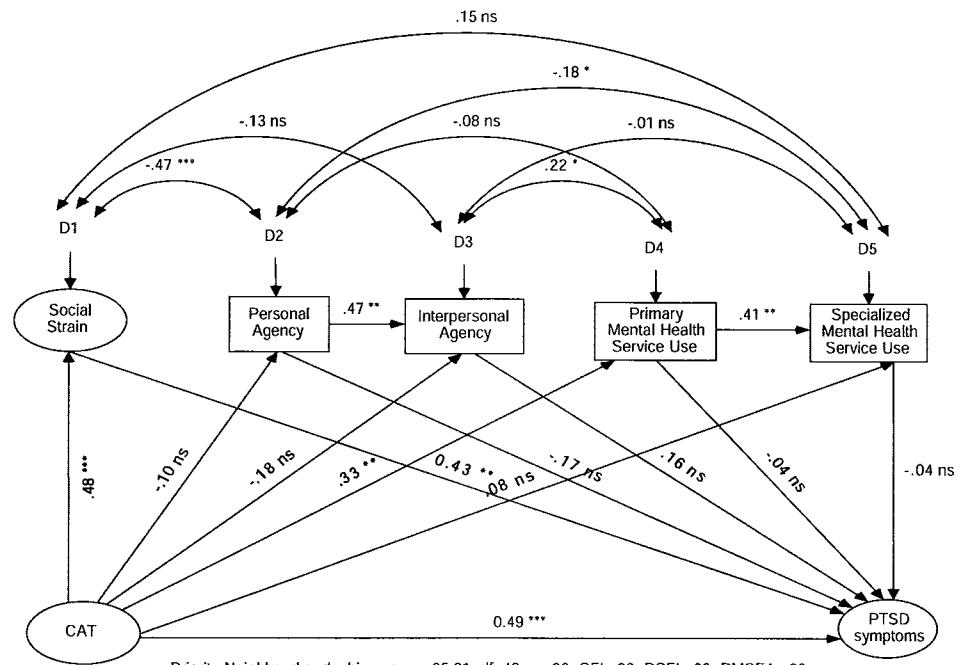 .15 ns
-.18 *
-.13 ns
-.08 ns
-.01 ns
-.47 ***
.22 *
D1
D2
D3
D4
D5
Social
Strain
Personal
Agency
.47 **
Interpersonal
Agency
Primary
Mental Health
Service Use
.41 **
Specialized
Mental Health
Service Use
.48 ***
-.10 ns
-.18 ns
.33 **
0.43 **
.08 ns
-.17 ns
.16 ns
-.04 ns
-.04 ns
CAT
0.49 ***
PTSD
symptoms